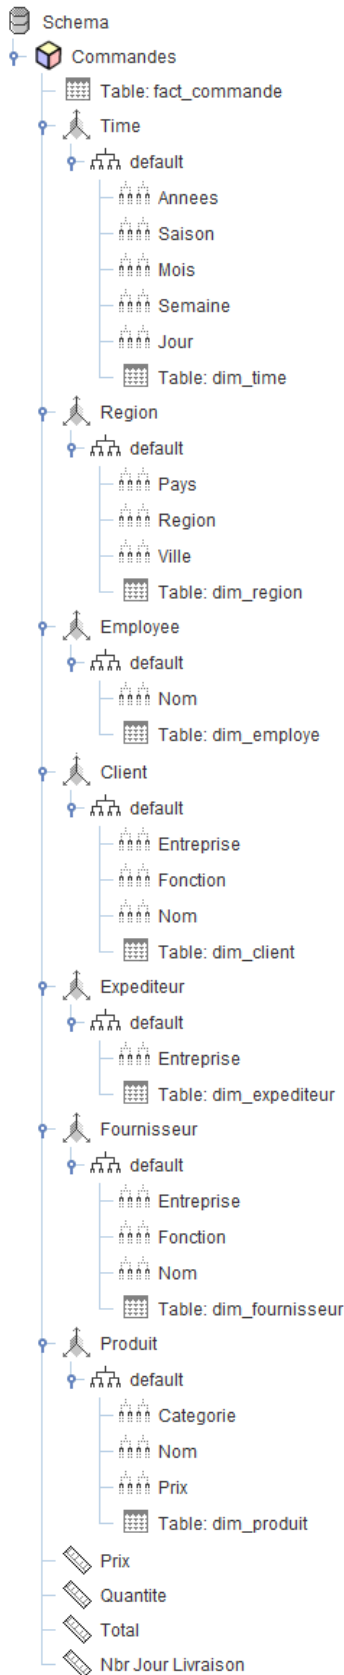 Schema
Commandes
Table: fact_commande
Time
default
Annees
Saison
Mois
Semaine
Jour
Table: dim_time
Region
default
Pays
Region
Ville
Table: dim_region
Employee
default
Nom
Table: dim_employe
Client
default
Entreprise
Fonction
Nom
Table: dim_client
Expediteur
default
Entreprise
Table: dim_expediteur
Fournisseur
default
Entreprise
Fonction
Nom
Table: dim_fournisseur
Produit
default
Categorie
Nom
Prix
Table: dim_produit
Prix
Quantite
Total
Nbr Jour Livraison